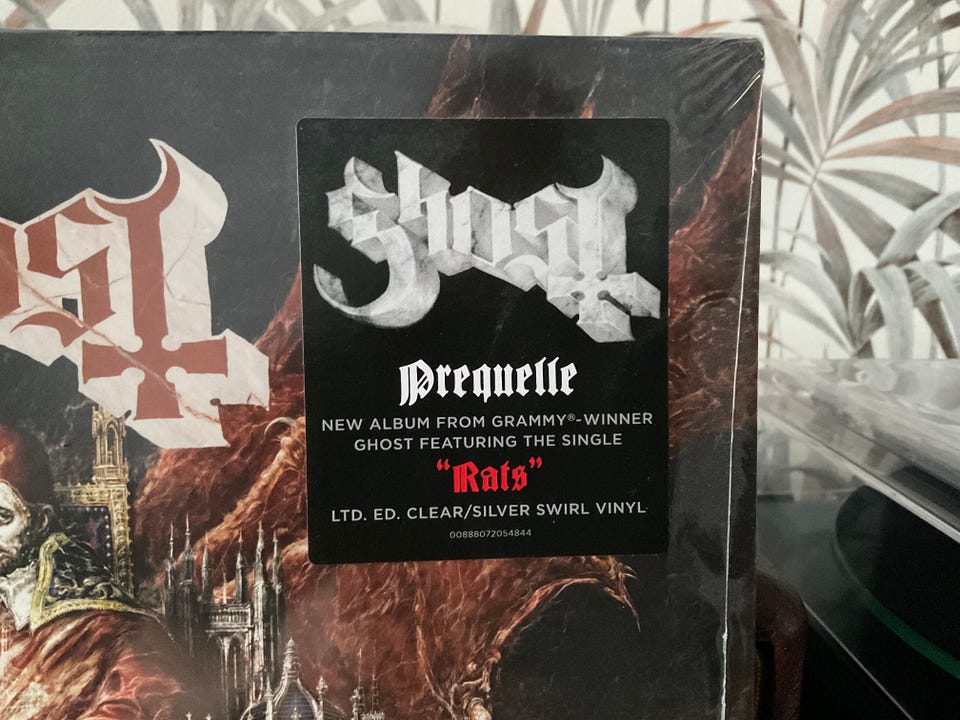 ost
Ghost
Prequelle
NEW ALBUM FROM GRAMMY®-WINNER
GHOST FEATURING THE SINGLE
“Rats”
LTD. ED. CLEAR/SILVER SWIRL VINYL
00888072054844